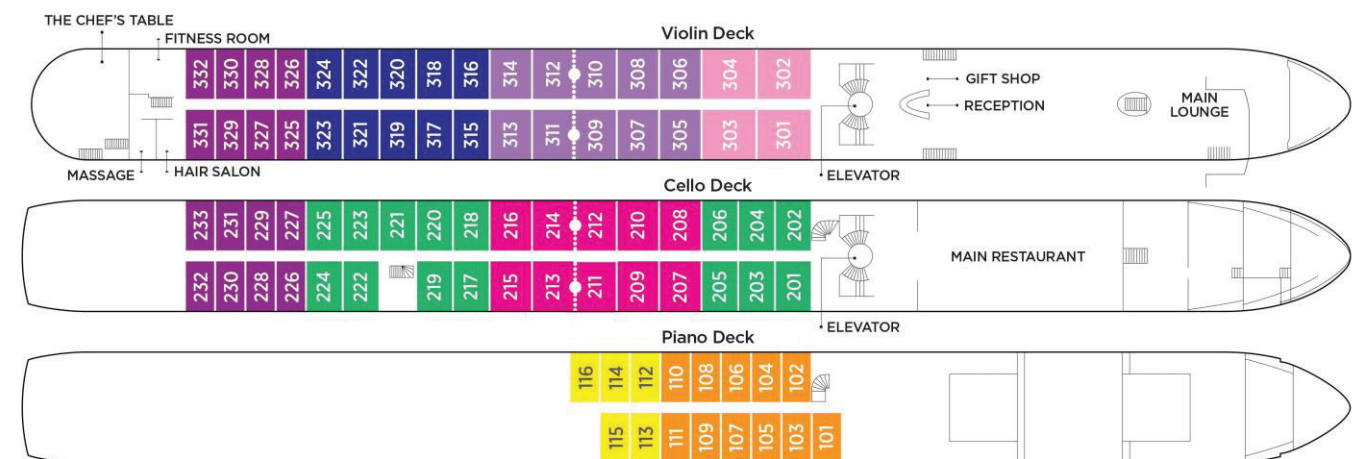 THE CHEF'S TABLE
FITNESS ROOM
Violin Deck
332 330 328 326 324 322 320 318 316 314 312 310 308 306 304 302
GIFT SHOP
RECEPTION
MAIN
LOUNGE
331 329 327 325 323 321 319 317 315 313 311 309 307 305 303 301
MASSAGE
HAIR SALON
ELEVATOR
Cello Deck
233 231 229 227 225 223 221 220 218 216 214 212 210 208 206 204 202
MAIN RESTAURANT
232 230 228 226 224 222 219 217 215 213 211 209 207 205 203 201
ELEVATOR
Piano Deck
116 114 112 110 108 106 104 102
115 113 111 109 107 105 103 101